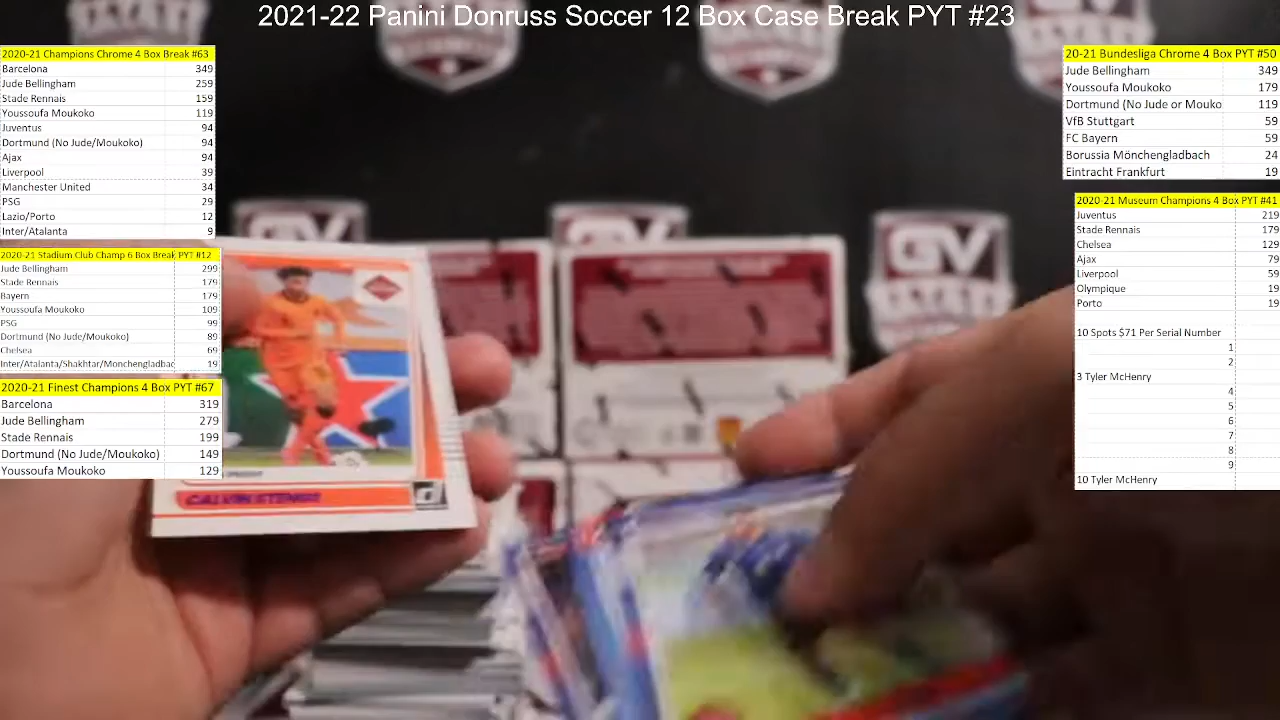 2021-22 Panini Donruss Soccer 12 Box Case Break PYT #23
2020-21 Champions Chrome 4 Box Break #63
Barcelona 349
Jude Bellingham 259
Stade Rennais 159
Youssoufa Moukoko 119
Juventus 94
Dortmund (No Jude/Moukoko) 94
Ajax 94
Liverpool 39
Manchester United 34
PSG 29
Lazio/Porto 12
Inter/Atalanta 9
2020-21 Stadium Club Champ 6 Box Break PYT #12
Jude Bellingham 299
Stade Rennais 179
Bayern 179
Youssoufa Moukoko 109
PSG 99
Dortmund (No Jude/Moukoko) 89
Chelsea 69
Inter/Atalanta/Shakhtar/Monchengladbac 19
2020-21 Finest Champions 4 Box PYT #67
Barcelona 319
Jude Bellingham 279
Stade Rennais 199
Dortmund (No Jude/Moukoko) 149
Youssoufa Moukoko 129
20-21 Bundesliga Chrome 4 Box PYT #50
Jude Bellingham 349
Youssoufa Moukoko 179
Dortmund (No Jude or Mouko 119
VfB Stuttgart 59
FC Bayern 59
Borussia Mönchengladbach 24
Eintracht Frankfurt 19
2020-21 Museum Champions 4 Box PYT #41
Juventus 219
Stade Rennais 179
Chelsea 129
Ajax 79
Liverpool 59
Olympique 19
Porto 19
10 Spots $71 Per Serial Number
1
2
3 Tyler McHenry
4
5
6
7
8
9
10 Tyler McHenry
GV
CALVIN STENGS
d